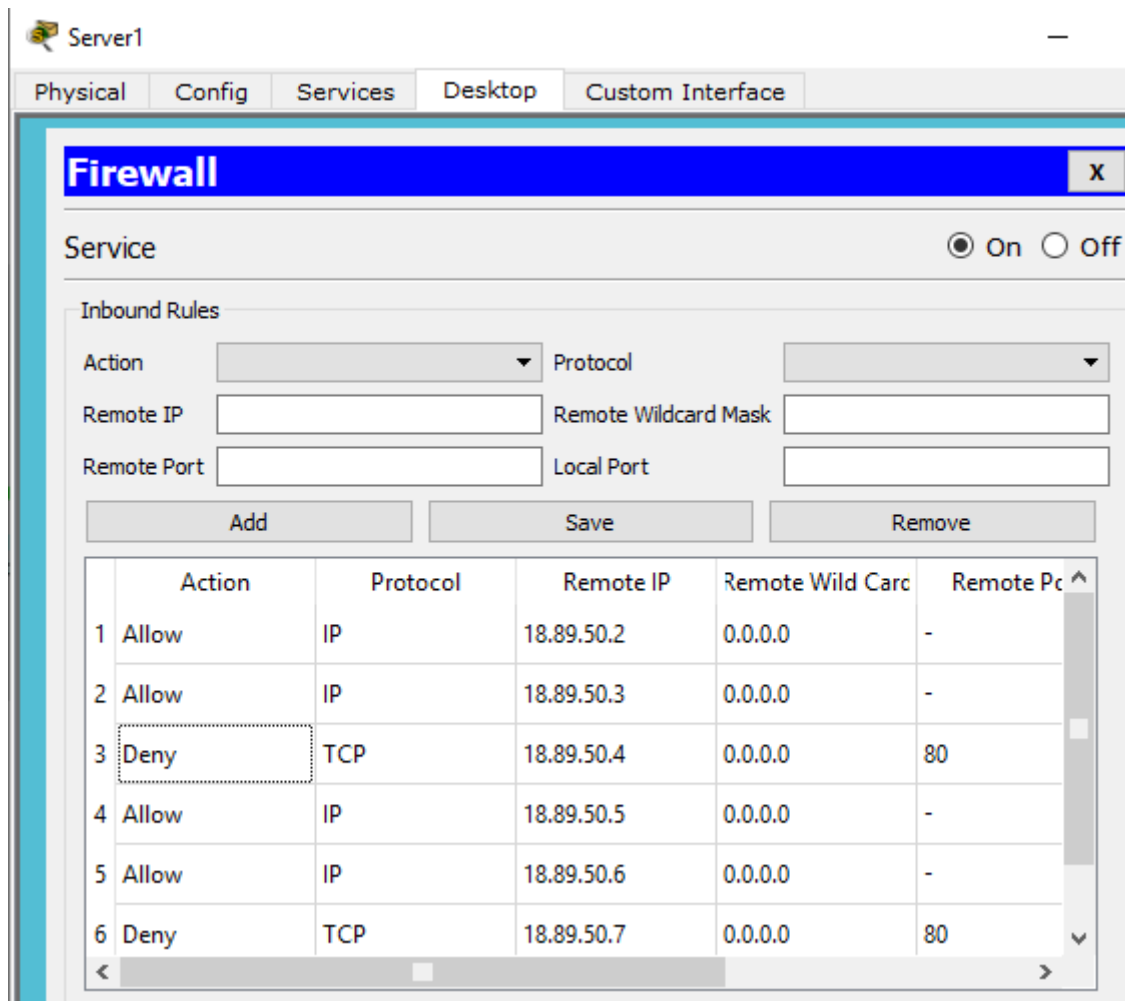 Server1
Physical Config Services Desktop Custom Interface
Firewall X
Service On Off
Inbound Rules
Action Protocol
Remote IP Remote Wildcard Mask
Remote Port Local Port
Add Save Remove
Action Protocol Remote IP Remote Wild Card Remote Po
1 Allow IP 18.89.50.2 0.0.0.0 -
2 Allow IP 18.89.50.3 0.0.0.0 -
3 Deny TCP 18.89.50.4 0.0.0.0 80
4 Allow IP 18.89.50.5 0.0.0.0 -
5 Allow IP 18.89.50.6 0.0.0.0 -
6 Deny TCP 18.89.50.7 0.0.0.0 80